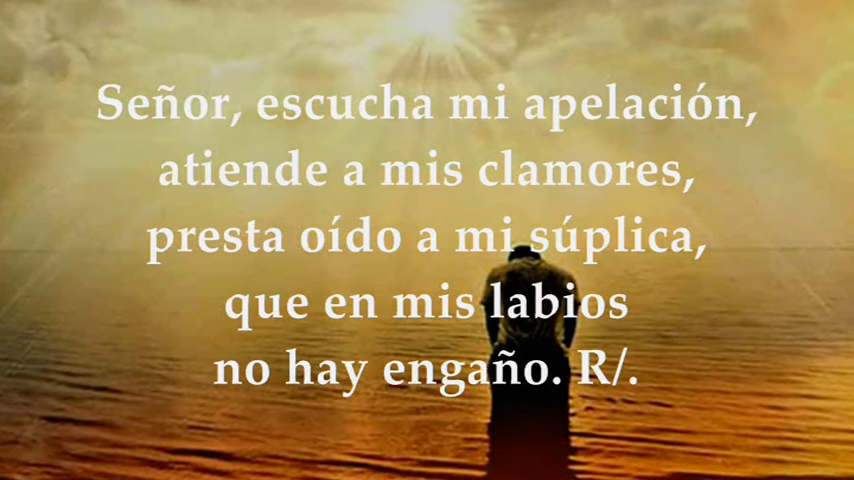 Señor, escucha mi apelación,
atiende a mis clamores,
presta oído a mi súplica,
que en mis labios
no hay engaño. R/.